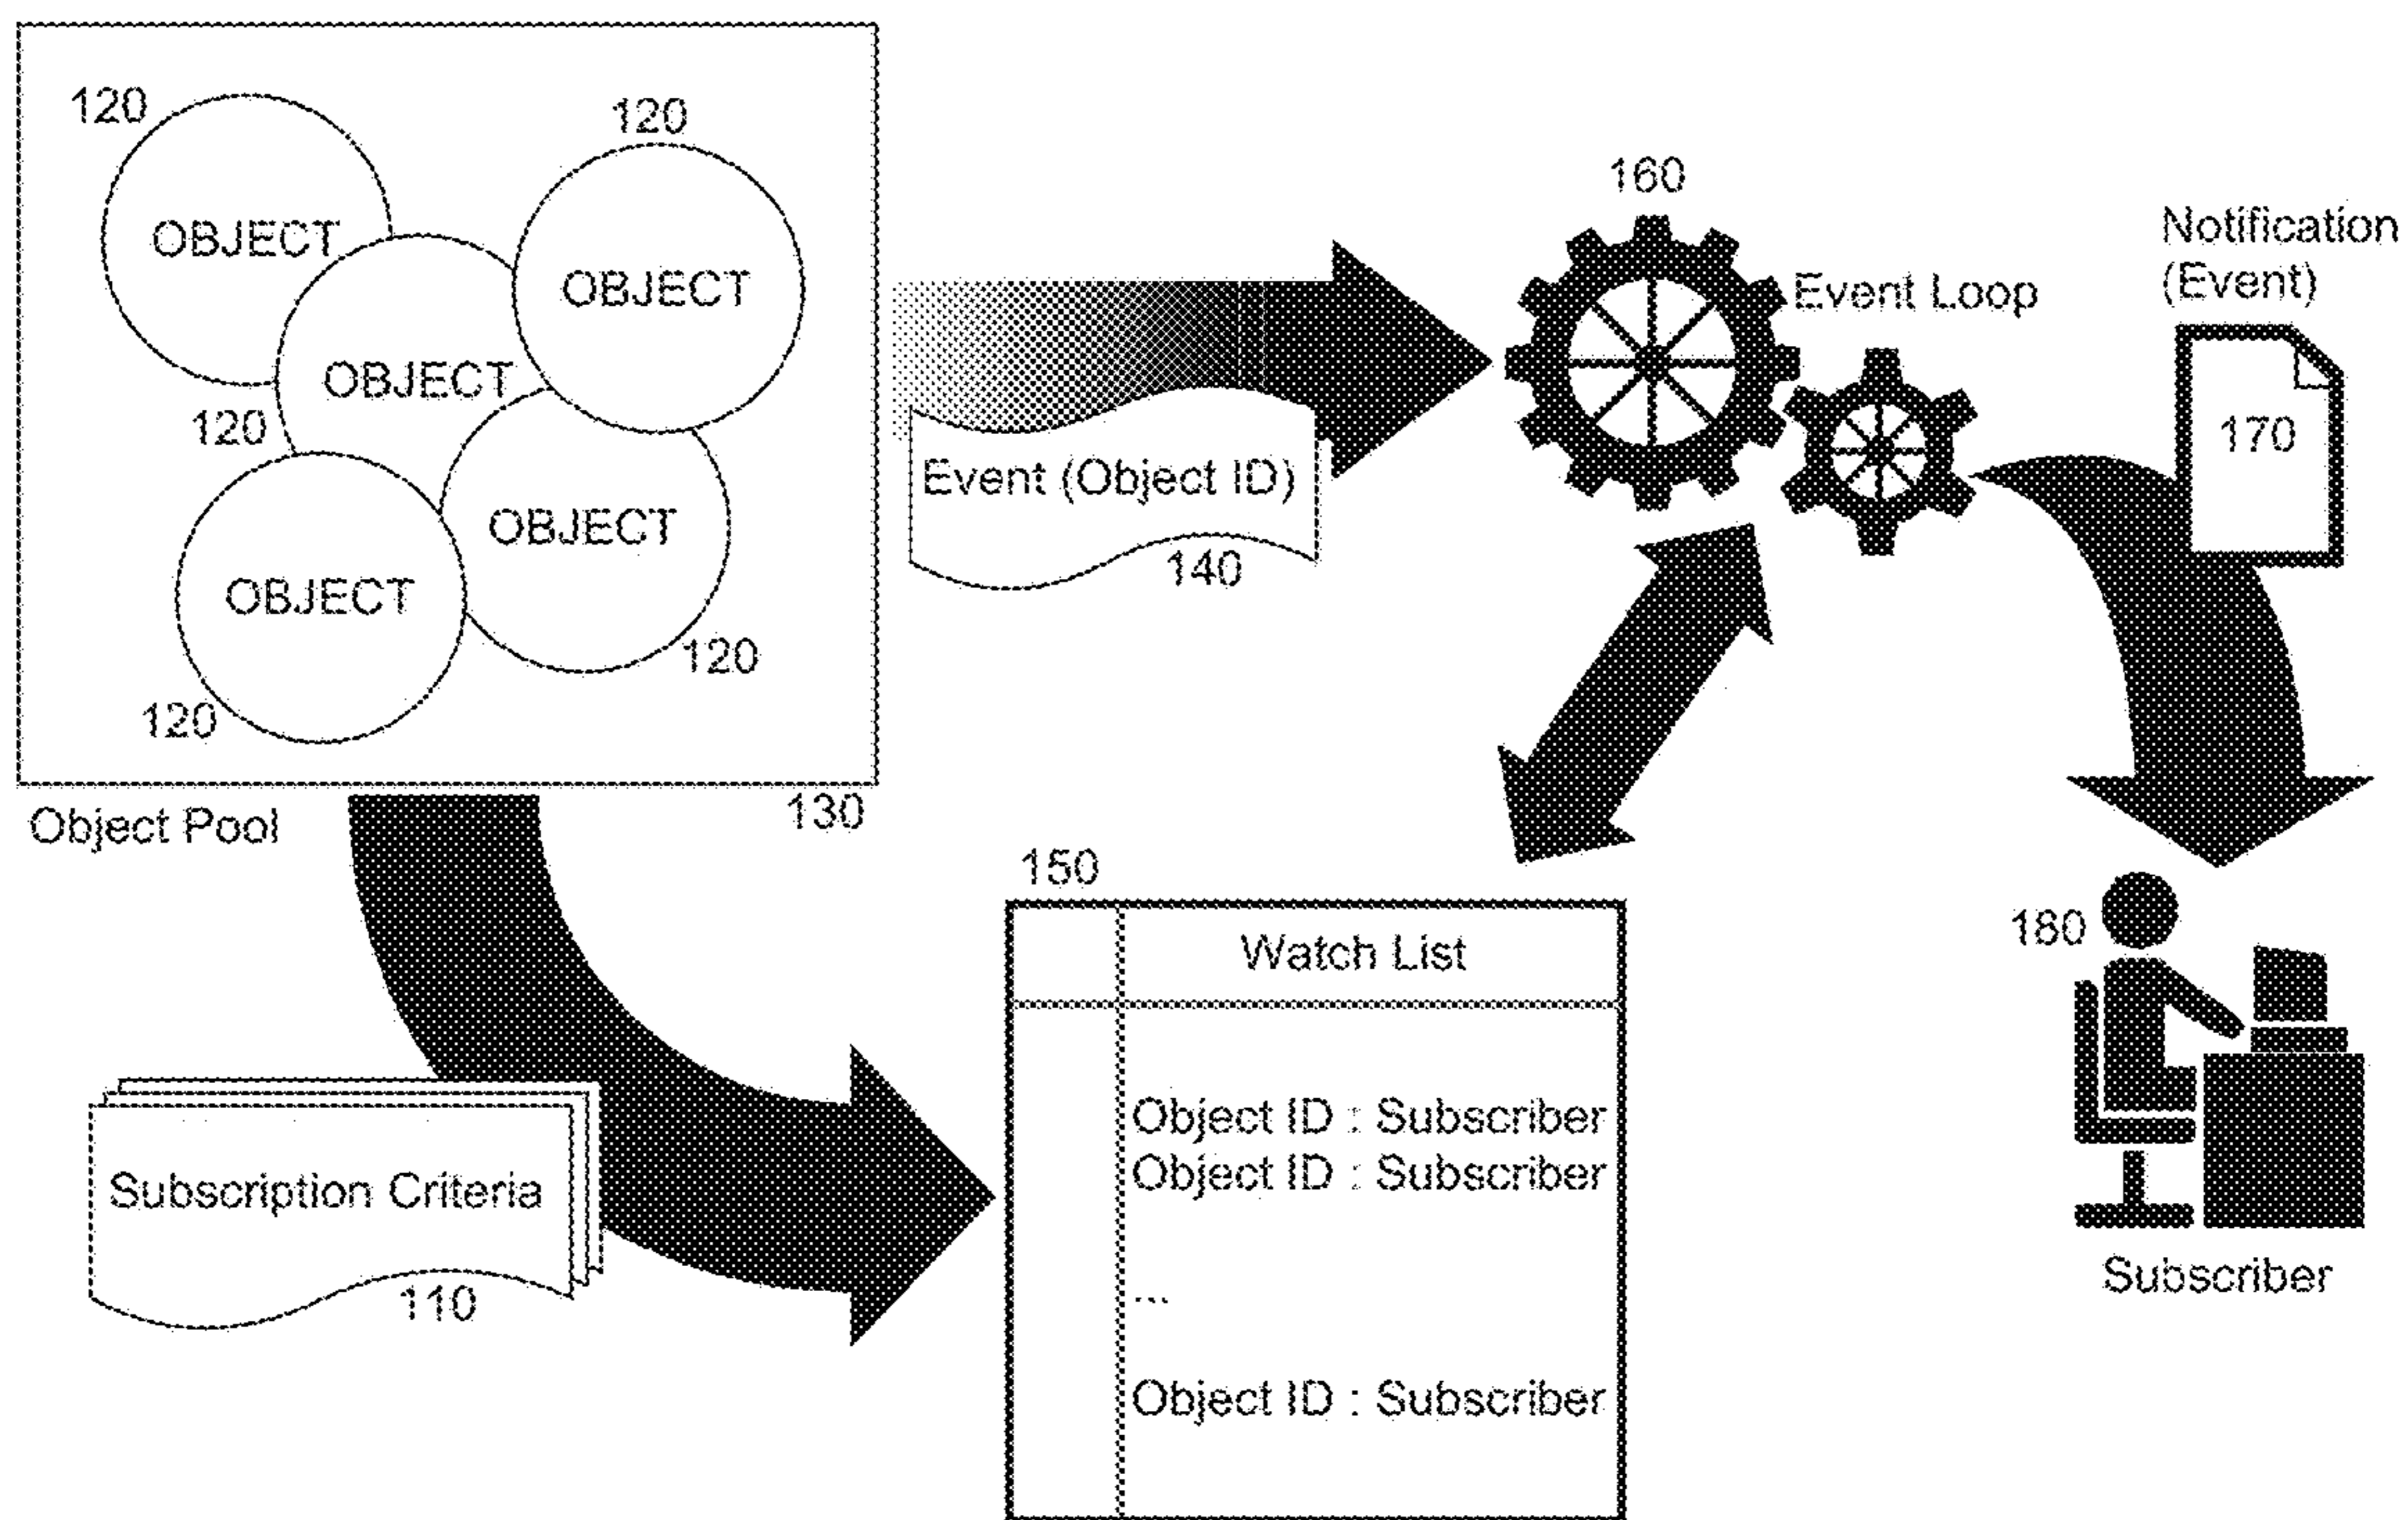 120
120
OBJECT
OBJECT
OBJECT
120
OBJECT
OBJECT
120
120
Object Pool
130
Event (Object ID)
140
160
Event Loop
Notification
(Event)
170
150
Watch List
Object ID : Subscriber
Object ID : Subscriber
...
Object ID : Subscriber
Subscription Criteria
110
180
Subscriber